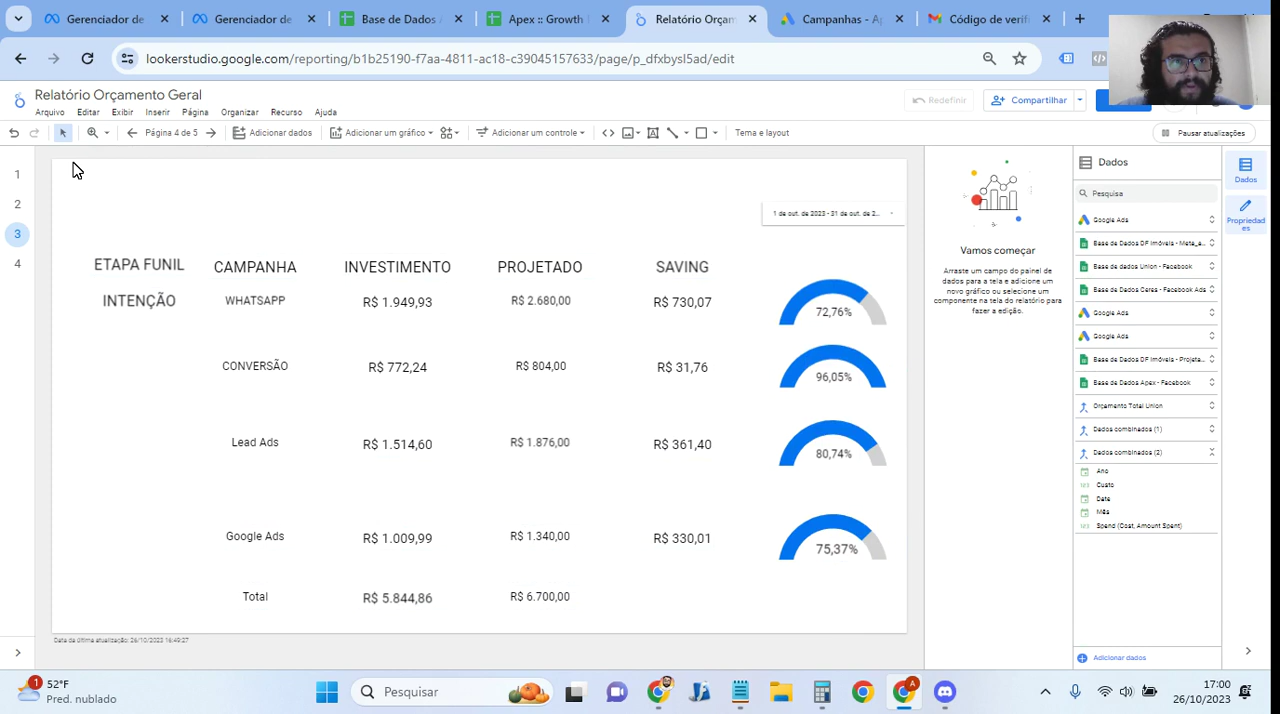 Gerenciador de
Gerenciador de
Base de Dados
Apex :: Growth
Relatório Orçam
Campanhas - Ap
Código de verifi
lookerstudio.google.com/reporting/b1b25190-f7aa-4811-ac18-c39045157633/page/p_dfxbysl5ad/edit
Relatório Orçamento Geral
Arquivo Editar Exibir Inserir Página Organizar Recurso Ajuda
Redefinir
Compartilhar
Página 4 de 5
Adicionar dados
Adicionar um gráfico
Adicionar um controle
Tema e layout
Pausar atualizações
1
2
3
4
1 de out. de 2023 - 31 de out. de 2...
ETAPA FUNIL CAMPANHA INVESTIMENTO PROJETADO SAVING
INTENÇÃO WHATSAPP R$ 1.949,93 R$ 2.680,00 R$ 730,07 72,76%
CONVERSÃO R$ 772,24 R$ 804,00 R$ 31,76 96,05%
Lead Ads R$ 1.514,60 R$ 1.876,00 R$ 361,40 80,74%
Google Ads R$ 1.009,99 R$ 1.340,00 R$ 330,01 75,37%
Total R$ 5.844,86 R$ 6.700,00
Data da última atualização: 26/10/2023 16:49:27
Vamos começar
Arraste um campo do painel de
dados para a tela e adicione um
novo gráfico ou selecione um
componente na tela do relatório para
fazer a edição.
Dados
Pesquisa
Google Ads
Base de Dados DF Imóveis - Meta_a...
Base de dados Union - Facebook
Base de Dados Ceres - Facebook Ads
Google Ads
Google Ads
Base de Dados DF Imóveis - Projeta...
Base de Dados Apex - Facebook
Orçamento Total Union
Dados combinados (1)
Dados combinados (2)
Ano
123 Custo
Date
Mês
123 Spend (Cost, Amount Spent)
Adicionar dados
Dados
Propriedad
es
1
52°F
Pred. nublado
Pesquisar
A
17:00
26/10/2023